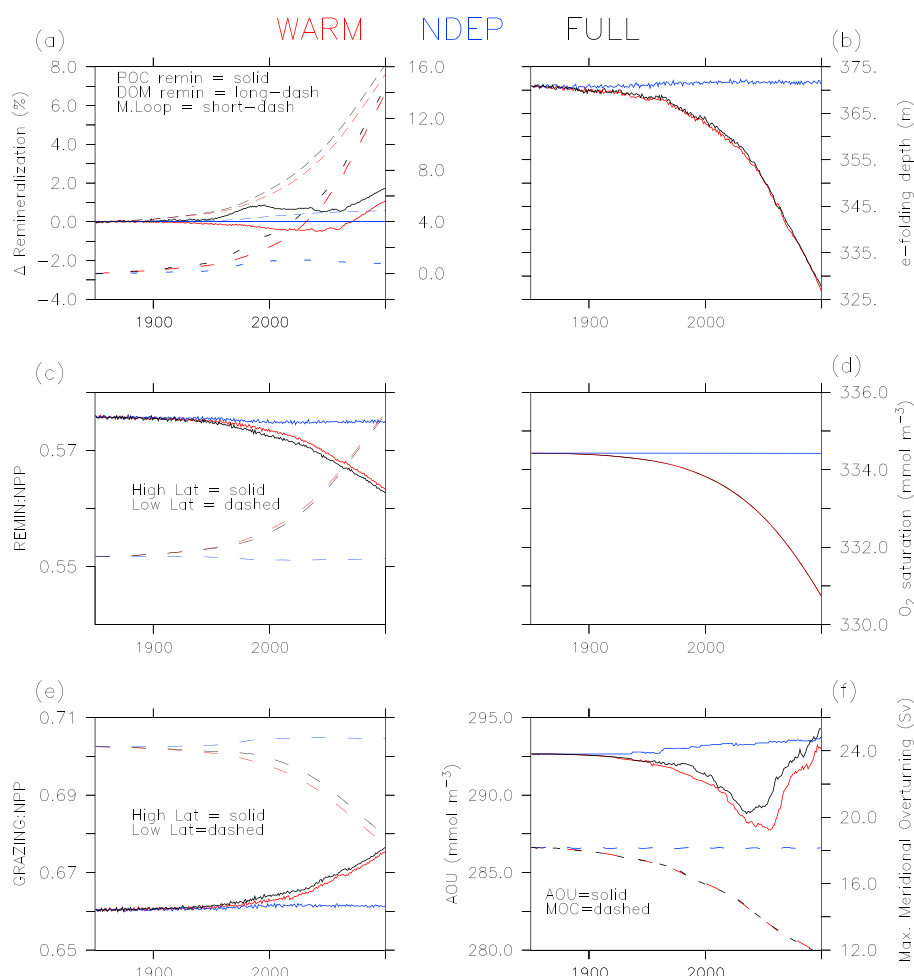 WARM NDEP FULL
(a)
(b)
8.0
6.0
4.0
2.0
0.0
−2.0
−4.0
Δ Remineralization (%)
POC remin = solid
DOM remin = long−dash
M.Loop = short−dash
16.0
12.0
8.0
4.0
0.0
1900 2000
375.
365.
355.
345.
335.
325.
e−folding depth (m)
1900 2000
(c)
(d)
0.57
0.55
REMIN:NPP
High Lat = solid
Low Lat = dashed
1900 2000
336.0
334.0
332.0
330.0
O₂ saturation (mmol m⁻³)
1900 2000
(e)
(f)
0.71
0.69
0.67
0.65
GRAZING:NPP
High Lat = solid
Low Lat=dashed
1900 2000
295.0
290.0
285.0
280.0
AOU (mmol m⁻³)
AOU=solid
MOC=dashed
24.0
20.0
18.0
16.0
12.0
Max. Meridional Overturning (Sv)
1900 2000